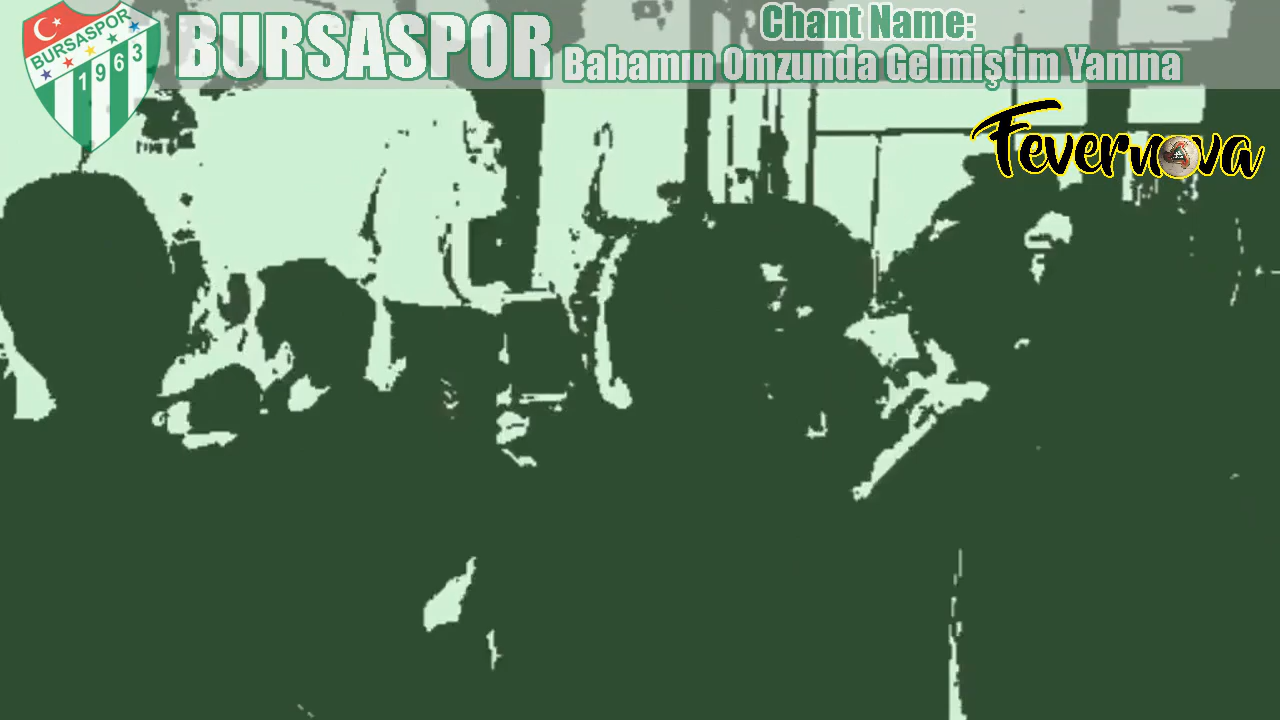 BURSASPOR
1963
BURSASPOR
Chant Name:
Babamın Omzunda Gelmiştim Yanına
Fevernova